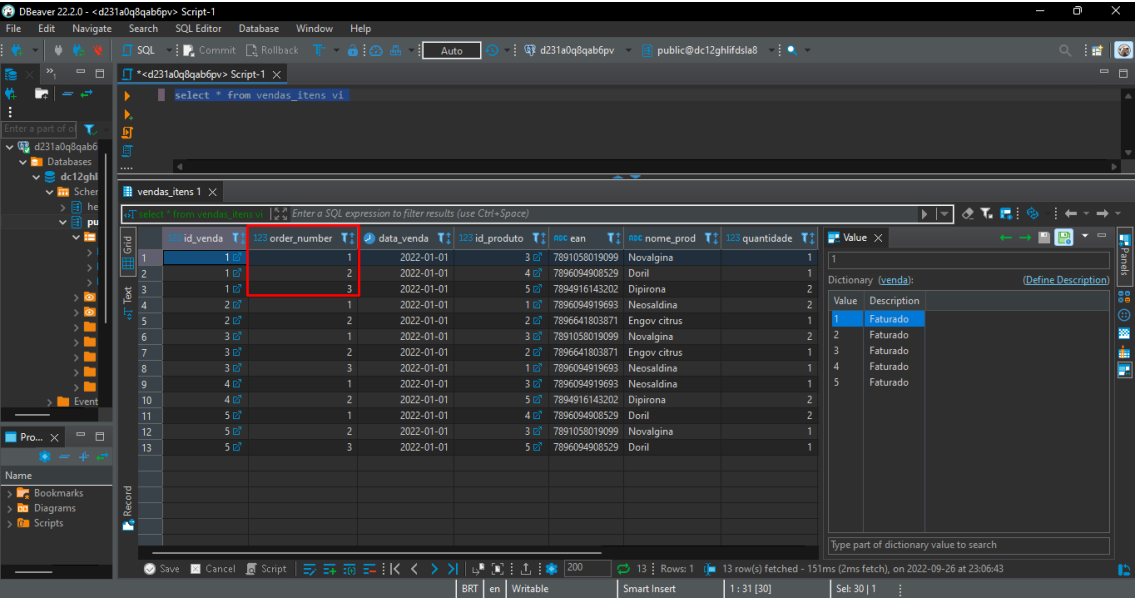 DBeaver 22.2.0 - <d231a0q8qab6pv> Script-1
File Edit Navigate Search SQL Editor Database Window Help
SQL Commit Rollback Auto d231a0q8qab6pv public@dc12ghlifdsla8
*<d231a0q8qab6pv> Script-1
select * from vendas_itens vi
Enter a part of ol
d231a0q8qab6
Databases
dc12ghl
Scher
he
pu
Event
vendas_itens 1
select * from vendas_itens vi Enter a SQL expression to filter results (use Ctrl+Space)
Grid
Text
Record
123 id_venda 123 order_number data_venda 123 id_produto ABC ean ABC nome_prod 123 quantidade
1 1 1 2022-01-01 3 7891058019099 Novalgina 1
2 1 2 2022-01-01 4 7896094908529 Doril 1
3 1 3 2022-01-01 5 7894916143202 Dipirona 2
4 2 1 2022-01-01 1 7896094919693 Neosaldina 2
5 2 2 2022-01-01 2 7896641803871 Engov citrus 1
6 3 1 2022-01-01 3 7891058019099 Novalgina 2
7 3 2 2022-01-01 2 7896641803871 Engov citrus 1
8 3 3 2022-01-01 1 7896094919693 Neosaldina 1
9 4 1 2022-01-01 3 7896094919693 Neosaldina 1
10 4 2 2022-01-01 5 7894916143202 Dipirona 2
11 5 1 2022-01-01 4 7896094908529 Doril 2
12 5 2 2022-01-01 3 7891058019099 Novalgina 1
13 5 3 2022-01-01 5 7896094908529 Doril 1
Value
1
Dictionary (venda): (Define Description)
Value Description
1 Faturado
2 Faturado
3 Faturado
4 Faturado
5 Faturado
Type part of dictionary value to search
Panels
Pro...
Name
Bookmarks
Diagrams
Scripts
Save Cancel Script 200 13 Rows: 1 13 row(s) fetched - 151ms (2ms fetch), on 2022-09-26 at 23:06:43
BRT en Writable Smart Insert 1 : 31 [30] Sel: 30 | 1